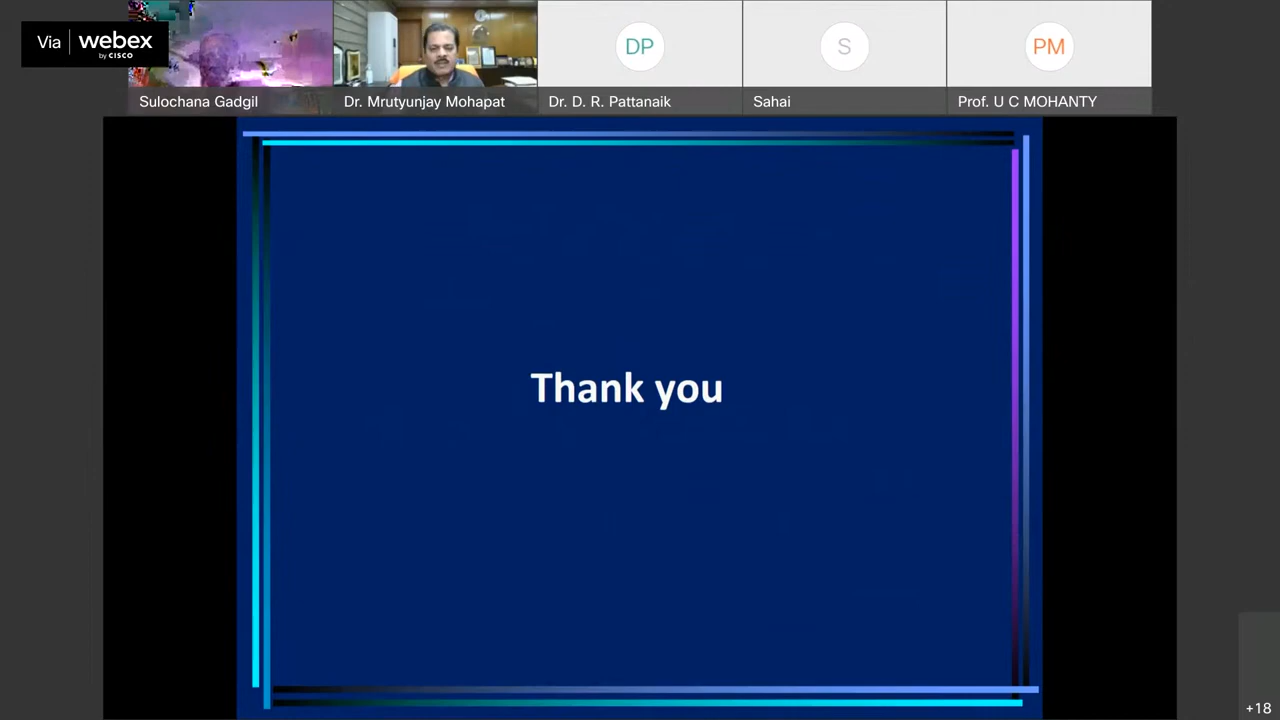 Via webex
by CISCO
Sulochana Gadgil
Dr. Mrutyunjay Mohapat
DP
Dr. D. R. Pattanaik
S
Sahai
PM
Prof. U C MOHANTY
Thank you
+18